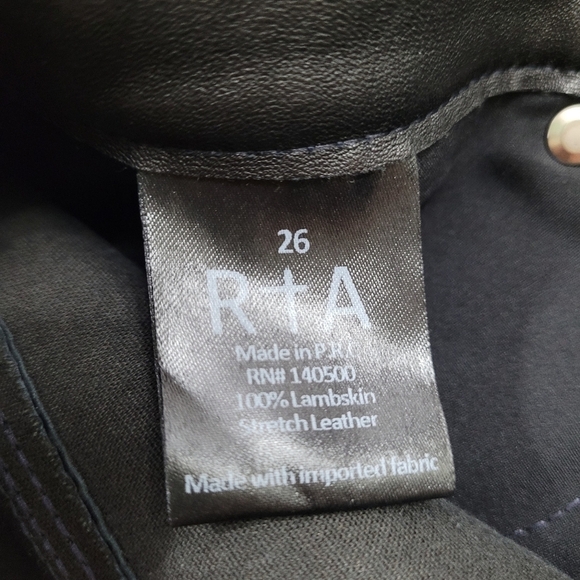 26
R†A
Made in
RN# 140500
100% Lambskin
Stretch Leather
Made with imported fabric